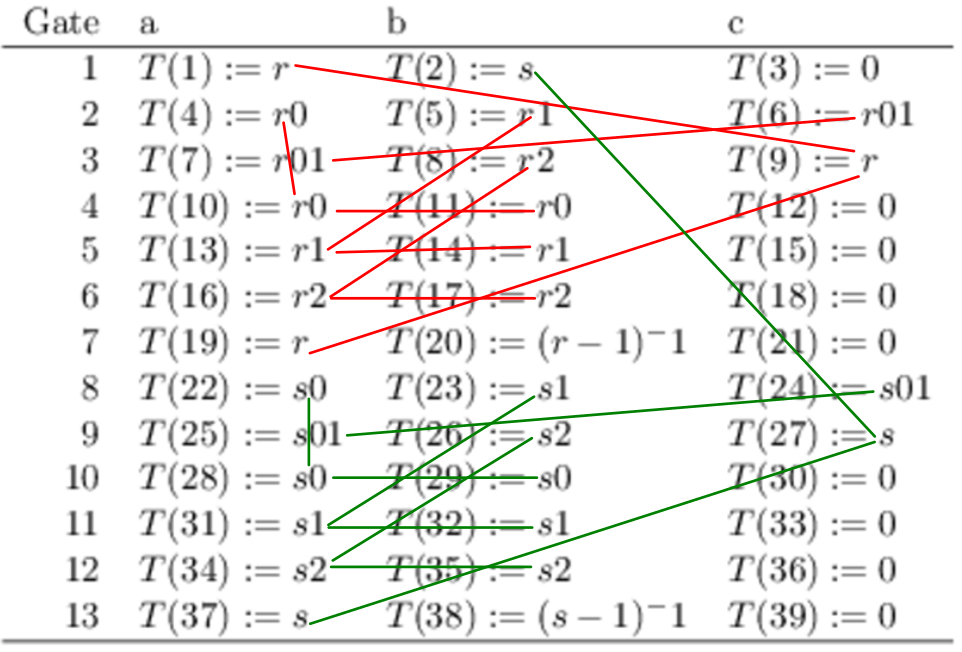 Gate a b c
1 T(1) := r T(2) := s T(3) := 0
2 T(4) := r0 T(5) := r1 T(6) := r01
3 T(7) := r01 T(8) := r2 T(9) := r
4 T(10) := r0 T(11) := r0 T(12) := 0
5 T(13) := r1 T(14) := r1 T(15) := 0
6 T(16) := r2 T(17) := r2 T(18) := 0
7 T(19) := r T(20) := (r − 1)⁻1 T(21) := 0
8 T(22) := s0 T(23) := s1 T(24) := s01
9 T(25) := s01 T(26) := s2 T(27) := s
10 T(28) := s0 T(29) := s0 T(30) := 0
11 T(31) := s1 T(32) := s1 T(33) := 0
12 T(34) := s2 T(35) := s2 T(36) := 0
13 T(37) := s T(38) := (s − 1)⁻1 T(39) := 0